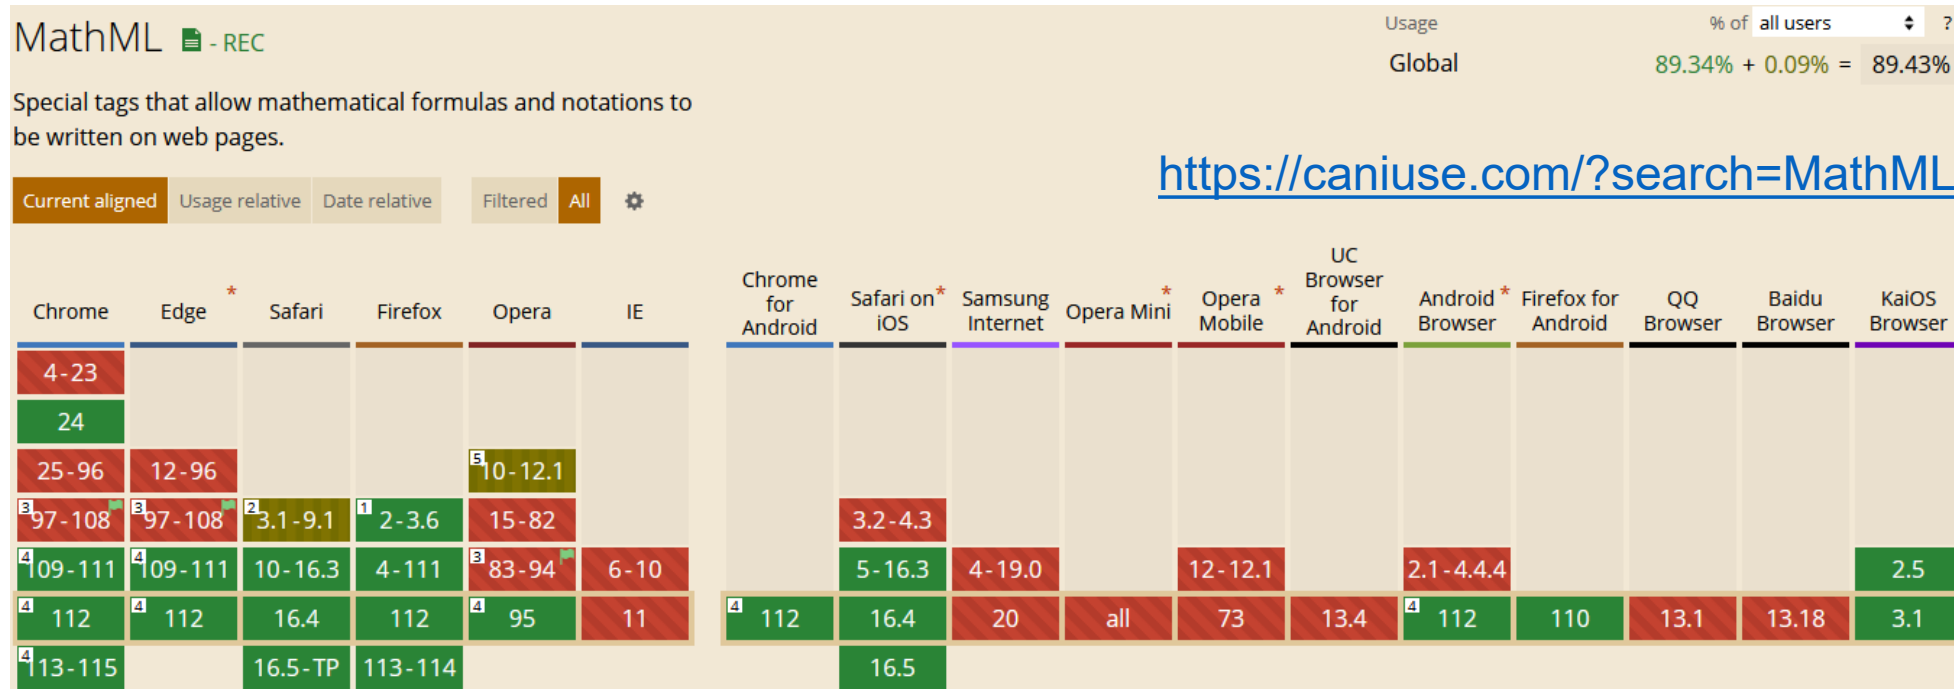 MathML - REC
Usage % of all users ?
Global 89.34% + 0.09% = 89.43%
Special tags that allow mathematical formulas and notations to
be written on web pages.
https://caniuse.com/?search=MathML
Current aligned Usage relative Date relative Filtered All
Chrome Edge * Safari Firefox Opera IE
Chrome for Android Safari on iOS * Samsung Internet Opera Mini * Opera Mobile * UC Browser for Android Android Browser * Firefox for Android QQ Browser Baidu Browser KaiOS Browser
4-23
24
25-96 12-96 5 10-12.1
3 97-108 3 97-108 2 3.1-9.1 1 2-3.6 15-82 3.2-4.3
4 109-111 4 109-111 10-16.3 4-111 3 83-94 6-10 5-16.3 4-19.0 12-12.1 2.1-4.4.4 2.5
4 112 4 112 16.4 112 4 95 11 4 112 16.4 20 all 73 13.4 4 112 110 13.1 13.18 3.1
4 113-115 16.5-TP 113-114 16.5